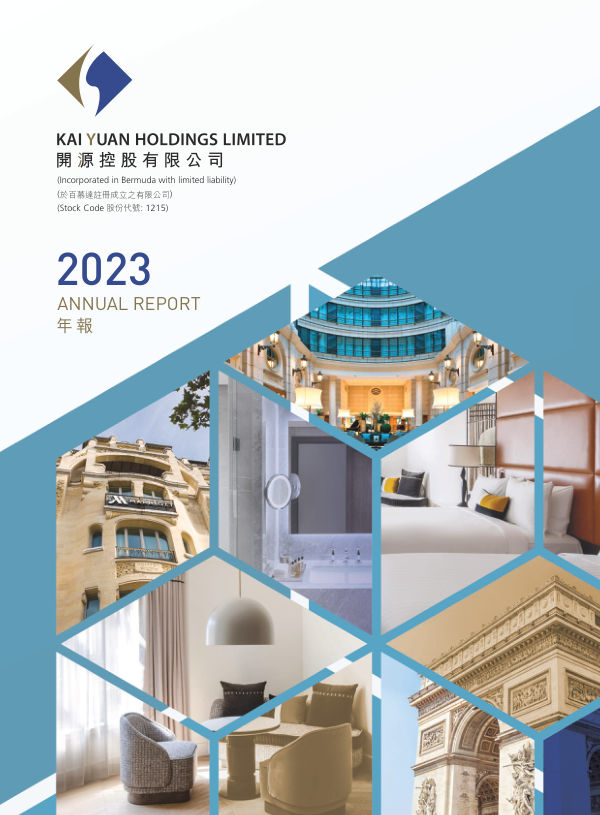 KAI YUAN HOLDINGS LIMITED
開源控股有限公司
(Incorporated in Bermuda with limited liability)
(於百慕達註冊成立之有限公司)
(Stock Code 股份代號: 1215)
2023
ANNUAL REPORT
年報